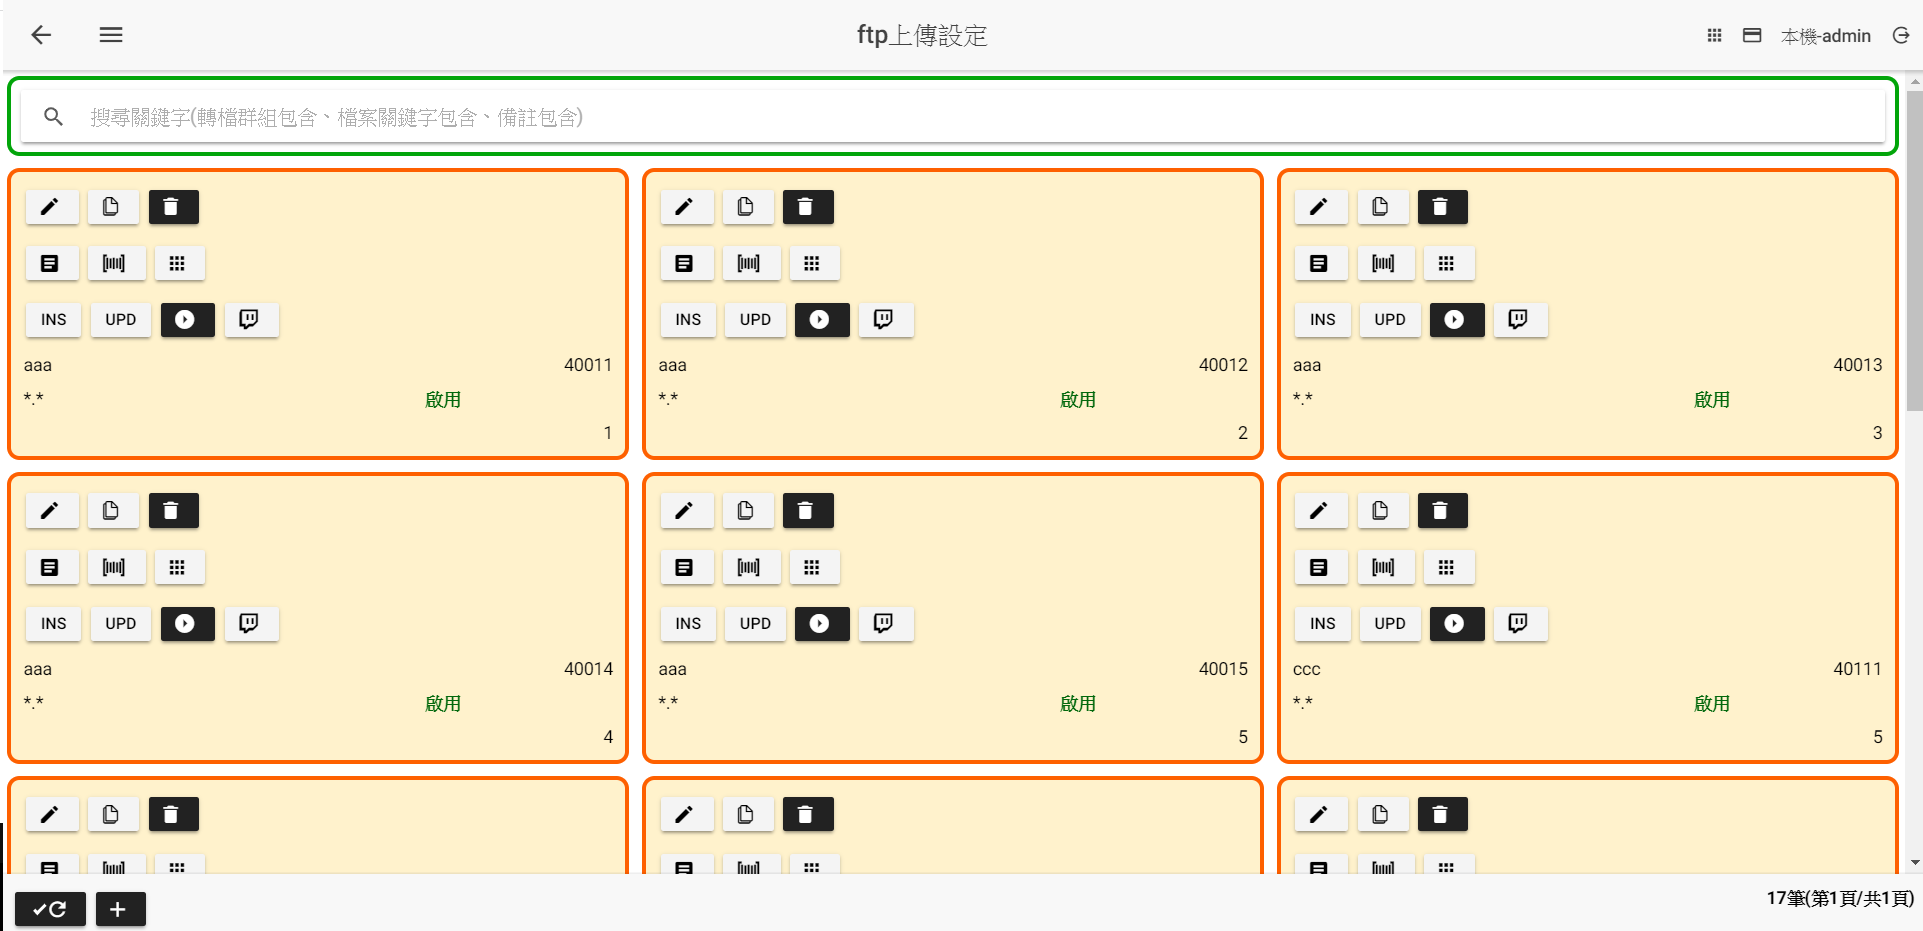 ftp上傳設定
本機-admin
搜尋關鍵字(轉檔群組包含、檔案關鍵字包含、備註包含)
INS UPD
aaa 40011
*.* 啟用
1
INS UPD
aaa 40012
*.* 啟用
2
INS UPD
aaa 40013
*.* 啟用
3
INS UPD
aaa 40014
*.* 啟用
4
INS UPD
aaa 40015
*.* 啟用
5
INS UPD
ccc 40111
*.* 啟用
5
17筆(第1頁/共1頁)